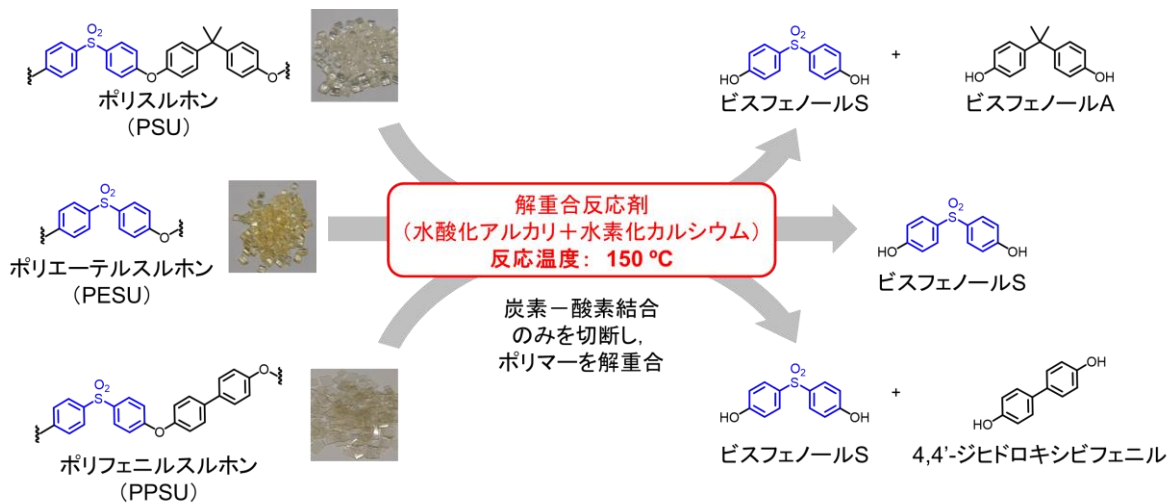 O₂
S
O
O
ポリスルホン
(PSU)
O₂
S
HO
OH
ビスフェノールS
+
HO
OH
ビスフェノールA
O₂
S
O
ポリエーテルスルホン
(PESU)
解重合反応剤
(水酸化アルカリ+水素化カルシウム)
反応温度: 150 ºC
炭素-酸素結合
のみを切断し,
ポリマーを解重合
O₂
S
HO
OH
ビスフェノールS
O₂
S
O
O
ポリフェニルスルホン
(PPSU)
O₂
S
HO
OH
ビスフェノールS
+
OH
HO
4,4'-ジヒドロキシビフェニル